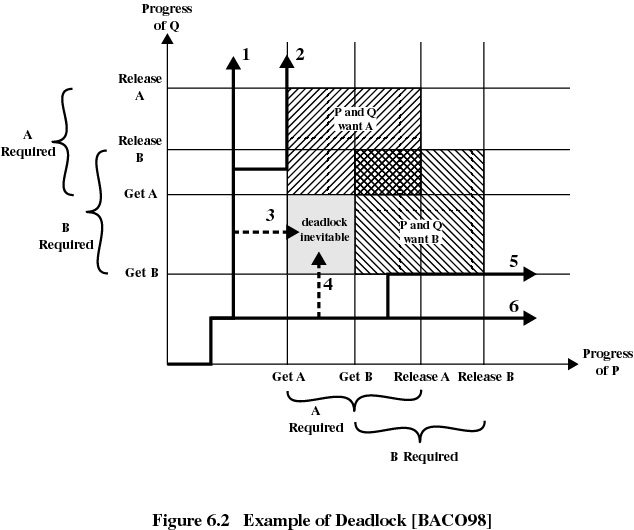 Progress
of Q
1
2
Release
A
P and Q
want A
A
Required
Release
B
Get A
3
deadlock
inevitable
P and Q
want B
B
Required
Get B
4
5
6
Get A
Get B
Release A
Release B
Progress
of P
A
Required
B Required
Figure 6.2 Example of Deadlock [BACO98]